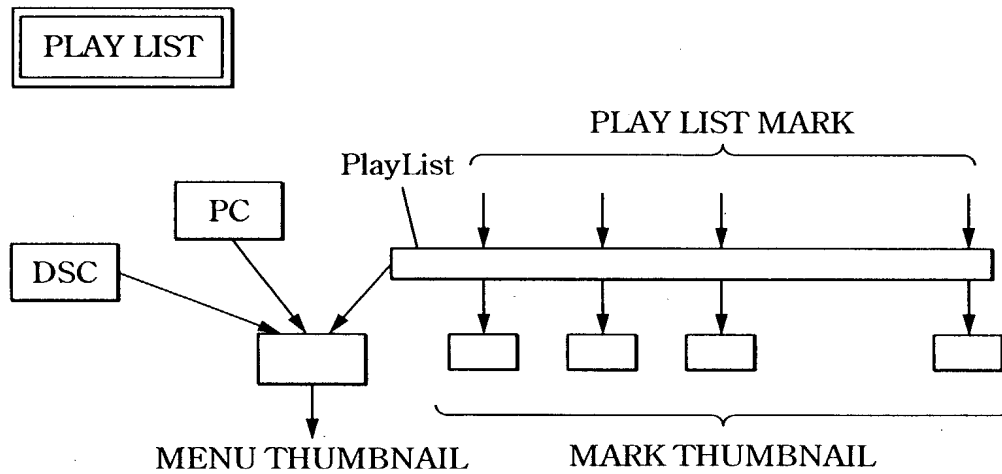 PLAY LIST
PLAY LIST MARK
PlayList
PC
DSC
MENU THUMBNAIL
MARK THUMBNAIL